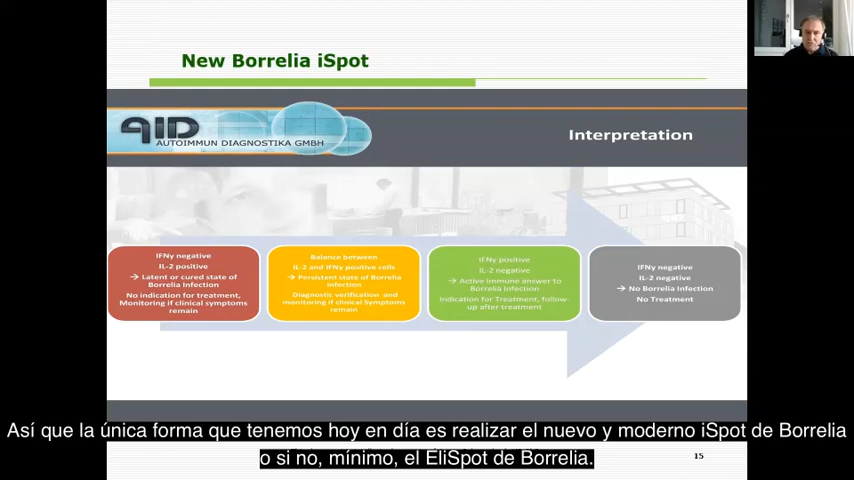 New Borrelia iSpot
AID
AUTOIMMUN DIAGNOSTIKA GMBH
Interpretation
IFNγ negative
IL-2 positive
→ Latent or cured state of
Borrelia Infection
No indication for treatment,
Monitoring if clinical symptoms
remain
Balance between
IL-2 and IFNγ positive cells
→ Persistent state of Borrelia
Infection
Diagnostic verification and
monitoring if clinical Symptoms
remain
IFNγ positive
IL-2 negative
→ Active immune answer to
Borrelia Infection
Indication for Treatment, follow-
up after treatment
IFNγ negative
IL-2 negative
→ No Borrelia Infection
No Treatment
Así que la única forma que tenemos hoy en día es realizar el nuevo y moderno iSpot de Borrelia
o si no, mínimo, el EliSpot de Borrelia.
15